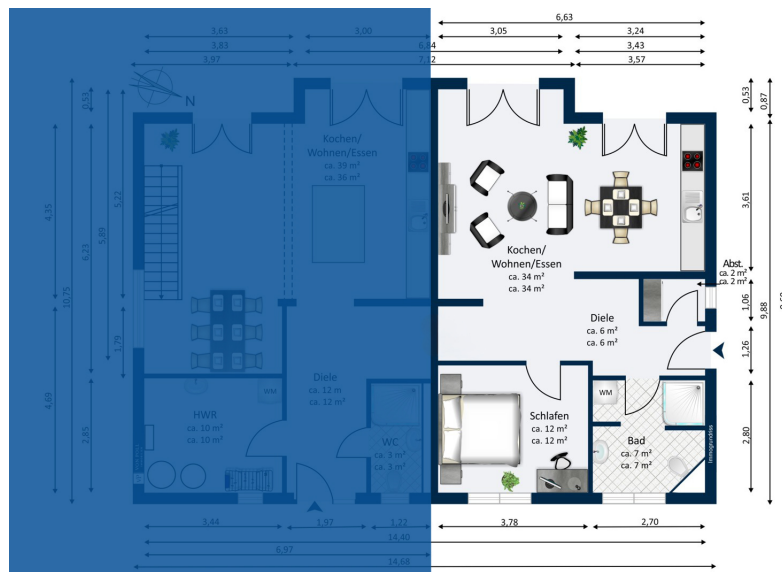 6,63
3,63
3,00
3,05
3,24
3,83
6,84
3,43
3,97
7,12
3,57
0,53
N
0,53
0,87
Kochen/
Wohnen/Essen
ca. 39 m²
ca. 36 m²
4,35
5,22
5,89
6,23
10,75
3,61
Kochen/
Wohnen/Essen
ca. 34 m²
ca. 34 m²
Abst.
ca. 2 m²
ca. 2 m²
1,06
9,88
Diele
ca. 6 m²
ca. 6 m²
1,79
1,26
Diele
ca. 12 m
ca. 12 m²
4,69
2,85
HWR
ca. 10 m²
ca. 10 m²
WM
WC
ca. 3 m²
ca. 3 m²
Schlafen
ca. 12 m²
ca. 12 m²
WM
Bad
ca. 7 m²
ca. 7 m²
2,80
immogrundriss
3,44
1,97
1,22
3,78
2,70
14,40
6,97
14,68